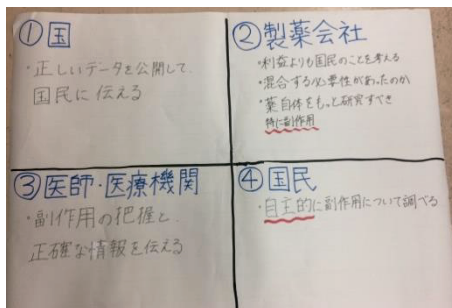 ①国
・正しいデータを公開して、
国民に伝える
②製薬会社
・利益よりも国民のことを考える
・混合する必要性があったのか
・薬自体をもっと研究すべき
特に副作用
③医師・医療機関
・副作用の把握と、
正確な情報を伝える
④国民
・自主的に副作用について調べる